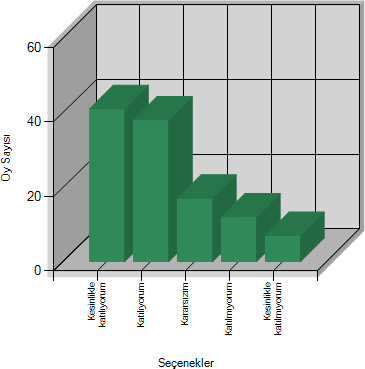 60
40
20
0
Oy Sayısı
Kesinlikle
katılıyorum
Katılıyorum
Kararsızım
Katılmıyorum
Kesinlikle
katılmıyorum
Seçenekler